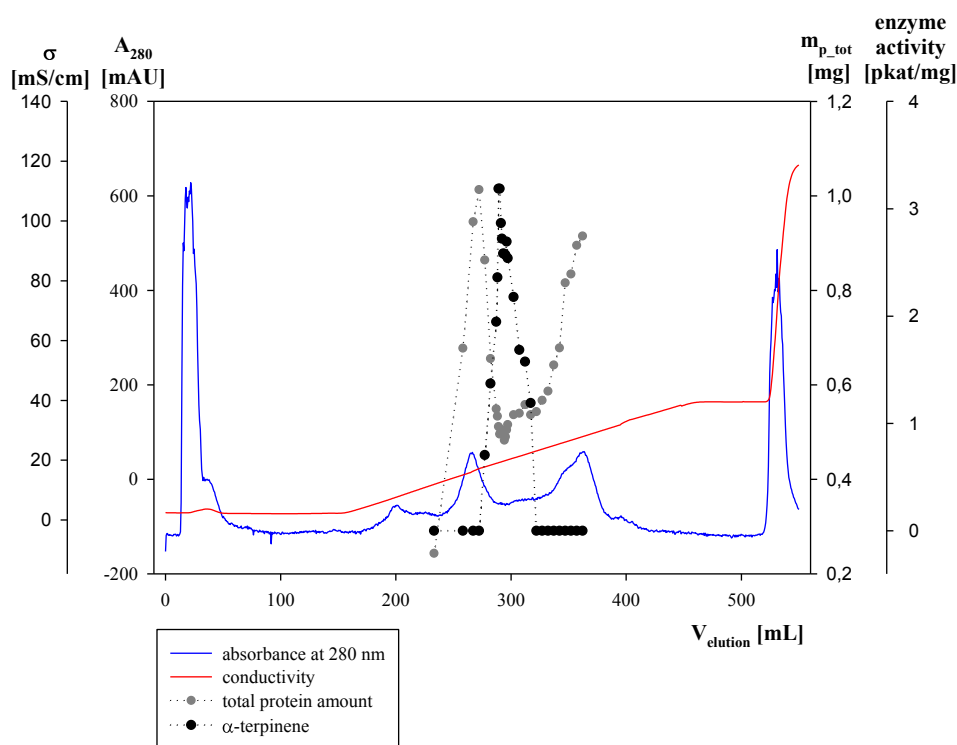 σ
[mS/cm]
A280
[mAU]
mp_tot
[mg]
enzyme
activity
[pkat/mg]
140
120
100
80
60
40
20
0
800
600
400
200
0
-200
1,2
1,0
0,8
0,6
0,4
0,2
4
3
2
1
0
0 100 200 300 400 500
Velution [mL]
absorbance at 280 nm
conductivity
total protein amount
α-terpinene